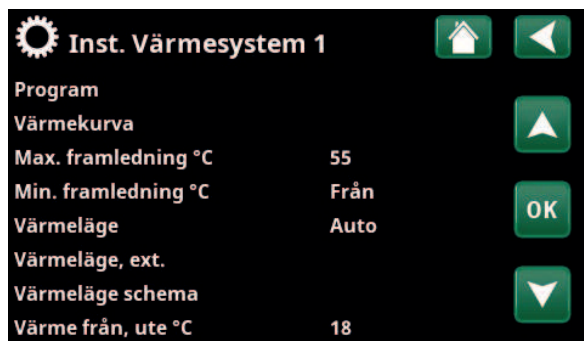 Inst. Värmesystem 1
Program
Värmekurva
Max. framledning °C 55
Min. framledning °C Från
Värmeläge Auto
OK
Värmeläge, ext.
Värmeläge schema
Värme från, ute °C 18